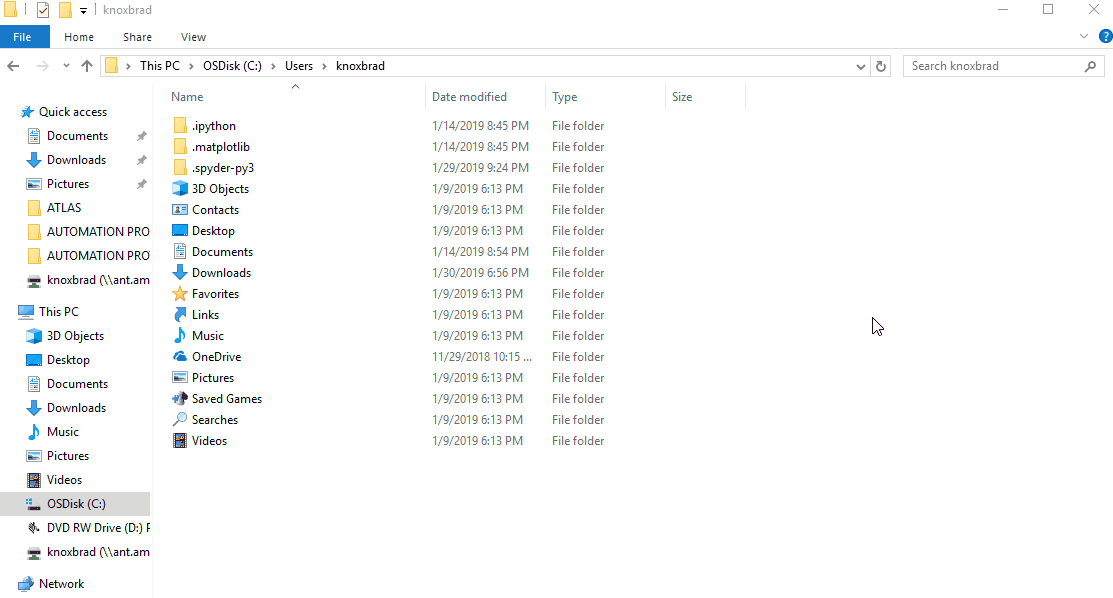 knoxbrad
File Home Share View
This PC > OSDisk (C:) > Users > knoxbrad
Search knoxbrad
Quick access
Documents
Downloads
Pictures
ATLAS
AUTOMATION PRO
AUTOMATION PRO
knoxbrad (\\ant.am
This PC
3D Objects
Desktop
Documents
Downloads
Music
Pictures
Videos
OSDisk (C:)
DVD RW Drive (D:) P
knoxbrad (\\ant.am
Network
Name Date modified Type Size
.ipython 1/14/2019 8:45 PM File folder
.matplotlib 1/14/2019 8:45 PM File folder
.spyder-py3 1/29/2019 9:24 PM File folder
3D Objects 1/9/2019 6:13 PM File folder
Contacts 1/9/2019 6:13 PM File folder
Desktop 1/9/2019 6:13 PM File folder
Documents 1/14/2019 8:54 PM File folder
Downloads 1/30/2019 6:56 PM File folder
Favorites 1/9/2019 6:13 PM File folder
Links 1/9/2019 6:13 PM File folder
Music 1/9/2019 6:13 PM File folder
OneDrive 11/29/2018 10:15 ... File folder
Pictures 1/9/2019 6:13 PM File folder
Saved Games 1/9/2019 6:13 PM File folder
Searches 1/9/2019 6:13 PM File folder
Videos 1/9/2019 6:13 PM File folder